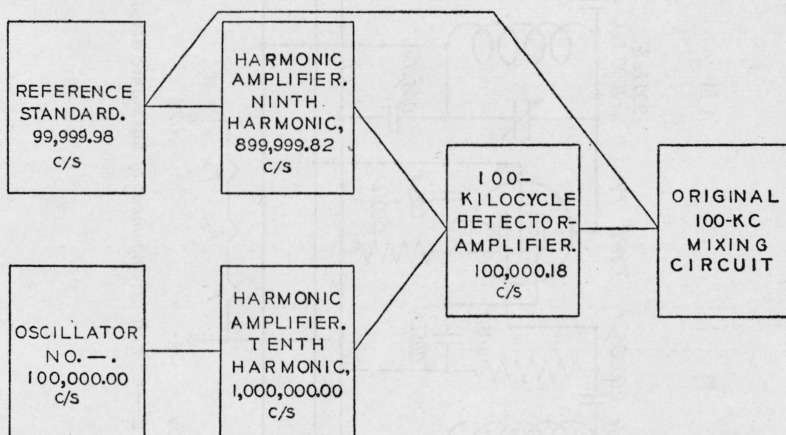 REFERENCE
STANDARD.
99,999.98
C/S
HARMONIC
AMPLIFIER.
NINTH
HARMONIC,
899,999.82
C/S
OSCILLATOR
NO. —.
100,000.00
C/S
HARMONIC
AMPLIFIER.
TENTH
HARMONIC,
1,000,000.00
C/S
100-
KILOCYCLE
DETECTOR-
AMPLIFIER.
100,000.18
C/S
ORIGINAL
100-KC
MIXING
CIRCUIT